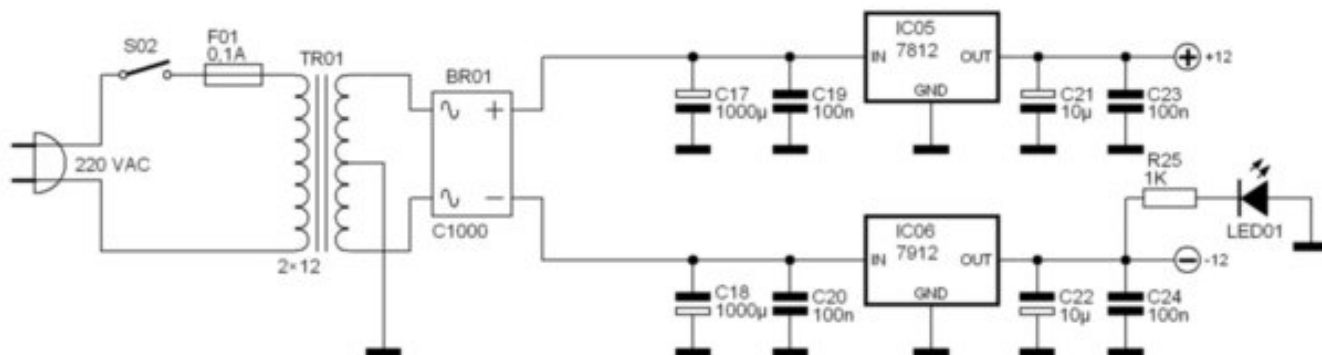 S02
F01
0,1A
TR01
220 VAC
2×12
BR01
C1000
C17
1000µ
C19
100n
IC05
7812
IN
OUT
GND
C21
10µ
C23
100n
+12
R25
1K
LED01
C18
1000µ
C20
100n
IC06
7912
IN
OUT
GND
C22
10µ
C24
100n
-12